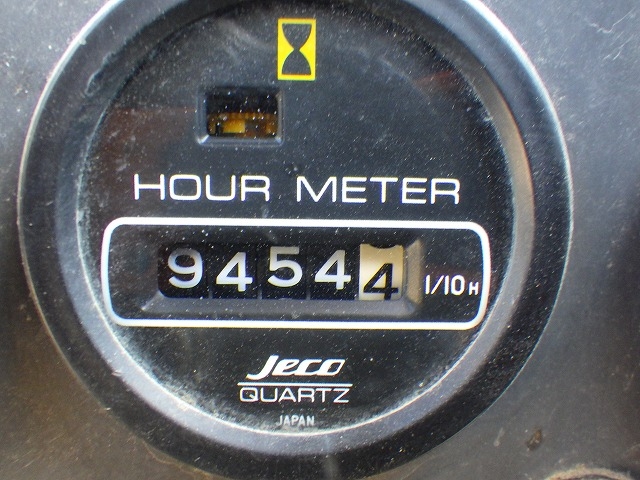 HOUR METER
94544 1/10H
Jeco
QUARTZ
JAPAN